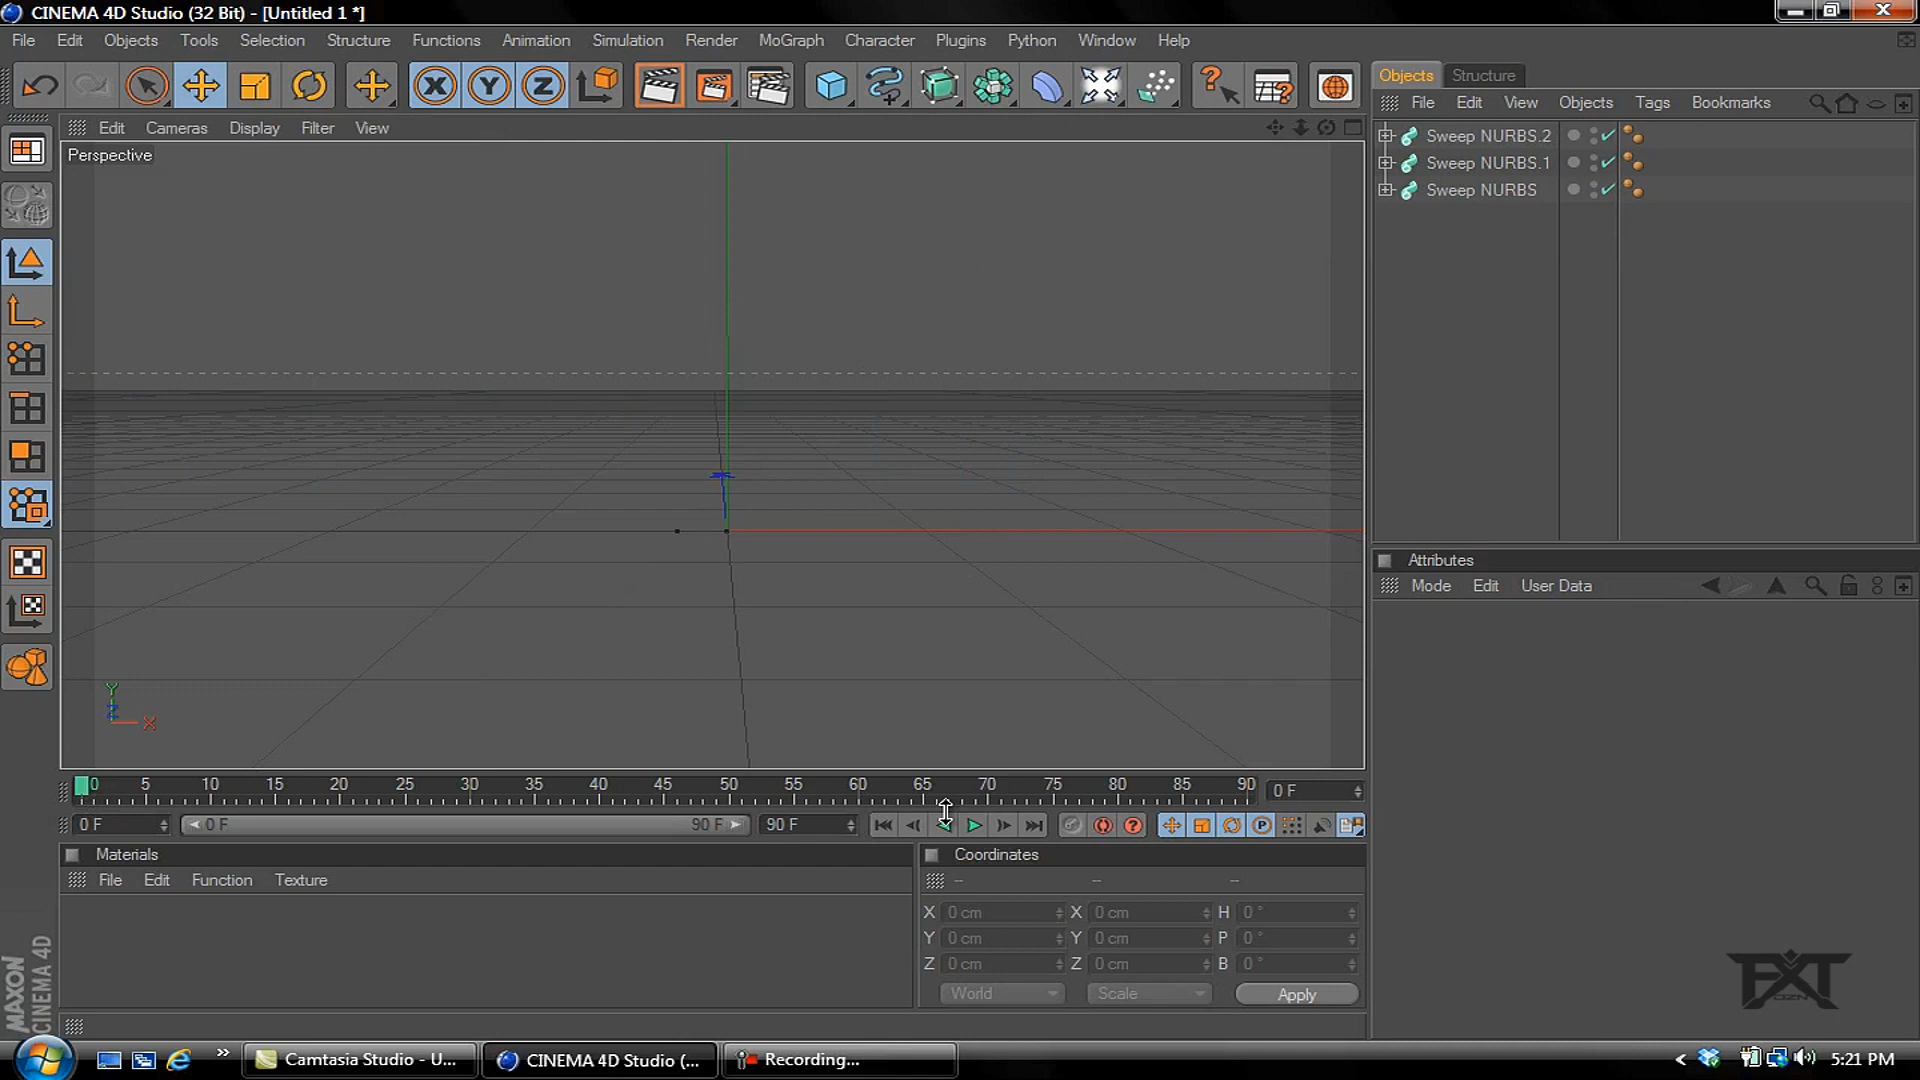 CINEMA 4D Studio (32 Bit) - [Untitled 1 *]
File Edit Objects Tools Selection Structure Functions Animation Simulation Render MoGraph Character Plugins Python Window Help
X Y Z
Objects Structure
File Edit View Objects Tags Bookmarks
Edit Cameras Display Filter View
Perspective
Sweep NURBS.2
Sweep NURBS.1
Sweep NURBS
Attributes
Mode Edit User Data
Y
Z
X
0 5 10 15 20 25 30 35 40 45 50 55 60 65 70 75 80 85 90 0 F
0 F 0 F 90 F 90 F
Materials
File Edit Function Texture
Coordinates
-- -- --
X 0 cm X 0 cm H 0 °
Y 0 cm Y 0 cm P 0 °
Z 0 cm Z 0 cm B 0 °
World Scale Apply
MAXON
CINEMA 4D
FXT
Camtasia Studio - U... CINEMA 4D Studio (... Recording... 5:21 PM